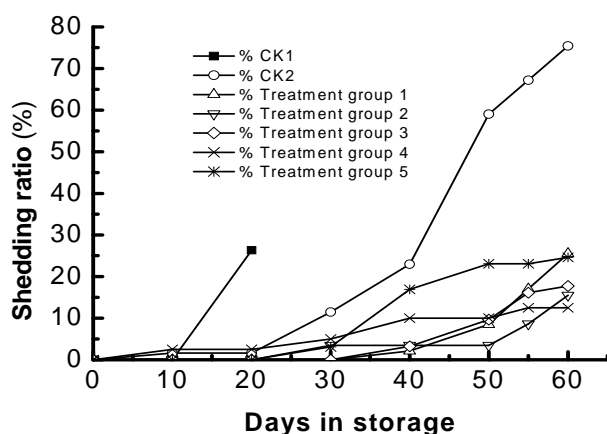 80
70
60
50
40
30
20
10
0
Shedding ratio (%)
% CK1
% CK2
% Treatment group 1
% Treatment group 2
% Treatment group 3
% Treatment group 4
% Treatment group 5
0 10 20 30 40 50 60
Days in storage